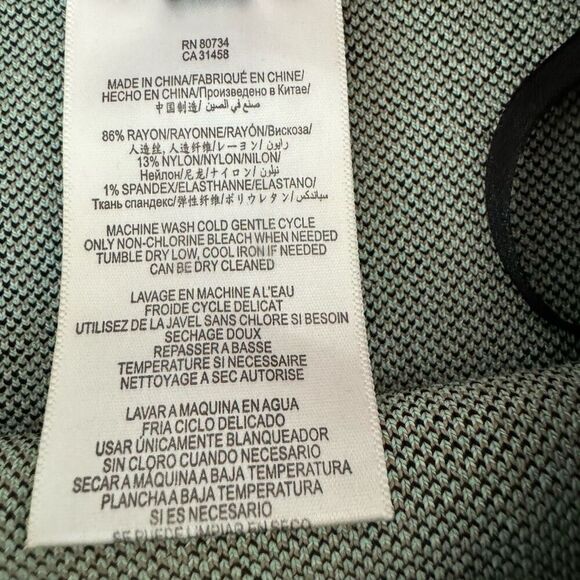 RN 80734
CA 31458
MADE IN CHINA/FABRIQUÉ EN CHINE/
HECHO EN CHINA/Произведено в Китае/
中国制造/ صنع في الصين/
86% RAYON/RAYONNE/RAYÓN/Вискоза/
人造丝, 人造纤维/レーヨン/ رايون/
13% NYLON/NYLON/NILON/
Нейлон/尼龙/ナイロン/ نيلون/
1% SPANDEX/ELASTHANNE/ELASTANO/
Ткань спандекс/弹性纤维/ポリウレタン/ سباندكس/
MACHINE WASH COLD GENTLE CYCLE
ONLY NON-CHLORINE BLEACH WHEN NEEDED
TUMBLE DRY LOW, COOL IRON IF NEEDED
CAN BE DRY CLEANED
LAVAGE EN MACHINE A L'EAU
FROIDE CYCLE DELICAT
UTILISEZ DE LA JAVEL SANS CHLORE SI BESOIN
SECHAGE DOUX
REPASSER A BASSE
TEMPERATURE SI NECESSAIRE
NETTOYAGE A SEC AUTORISE
LAVAR A MAQUINA EN AGUA
FRIA CICLO DELICADO
USAR ÚNICAMENTE BLANQUEADOR
SIN CLORO CUANDO NECESARIO
SECAR A MÁQUINA A BAJA TEMPERATURA
PLANCHA A BAJA TEMPERATURA
SI ES NECESARIO
SE PUEDE LIMPIAR EN SECO